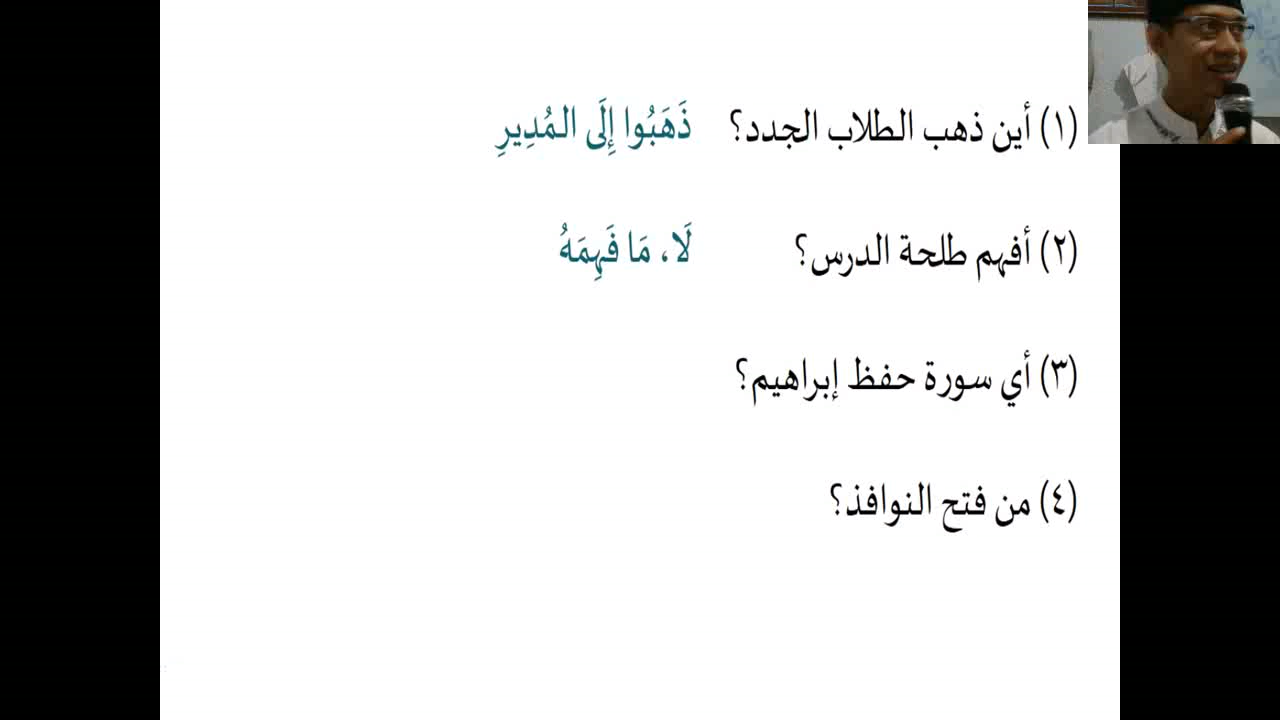 (١) أين ذهب الطلاب الجدد؟ ذَهَبُوا إِلَى المُدِيرِ
(٢) أفهم طلحة الدرس؟ لَا، مَا فَهِمَهُ
(٣) أي سورة حفظ إبراهيم؟
(٤) من فتح النوافذ؟